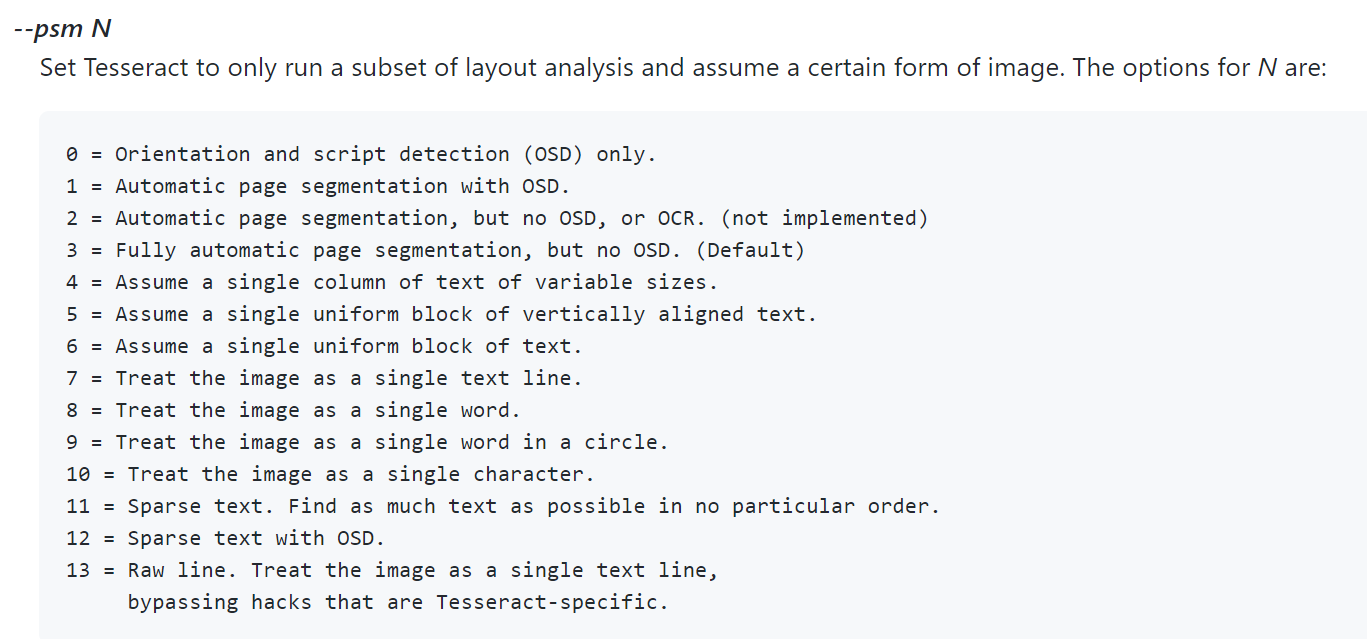 --psm N
Set Tesseract to only run a subset of layout analysis and assume a certain form of image. The options for N are:
0 = Orientation and script detection (OSD) only.
1 = Automatic page segmentation with OSD.
2 = Automatic page segmentation, but no OSD, or OCR. (not implemented)
3 = Fully automatic page segmentation, but no OSD. (Default)
4 = Assume a single column of text of variable sizes.
5 = Assume a single uniform block of vertically aligned text.
6 = Assume a single uniform block of text.
7 = Treat the image as a single text line.
8 = Treat the image as a single word.
9 = Treat the image as a single word in a circle.
10 = Treat the image as a single character.
11 = Sparse text. Find as much text as possible in no particular order.
12 = Sparse text with OSD.
13 = Raw line. Treat the image as a single text line,
     bypassing hacks that are Tesseract-specific.